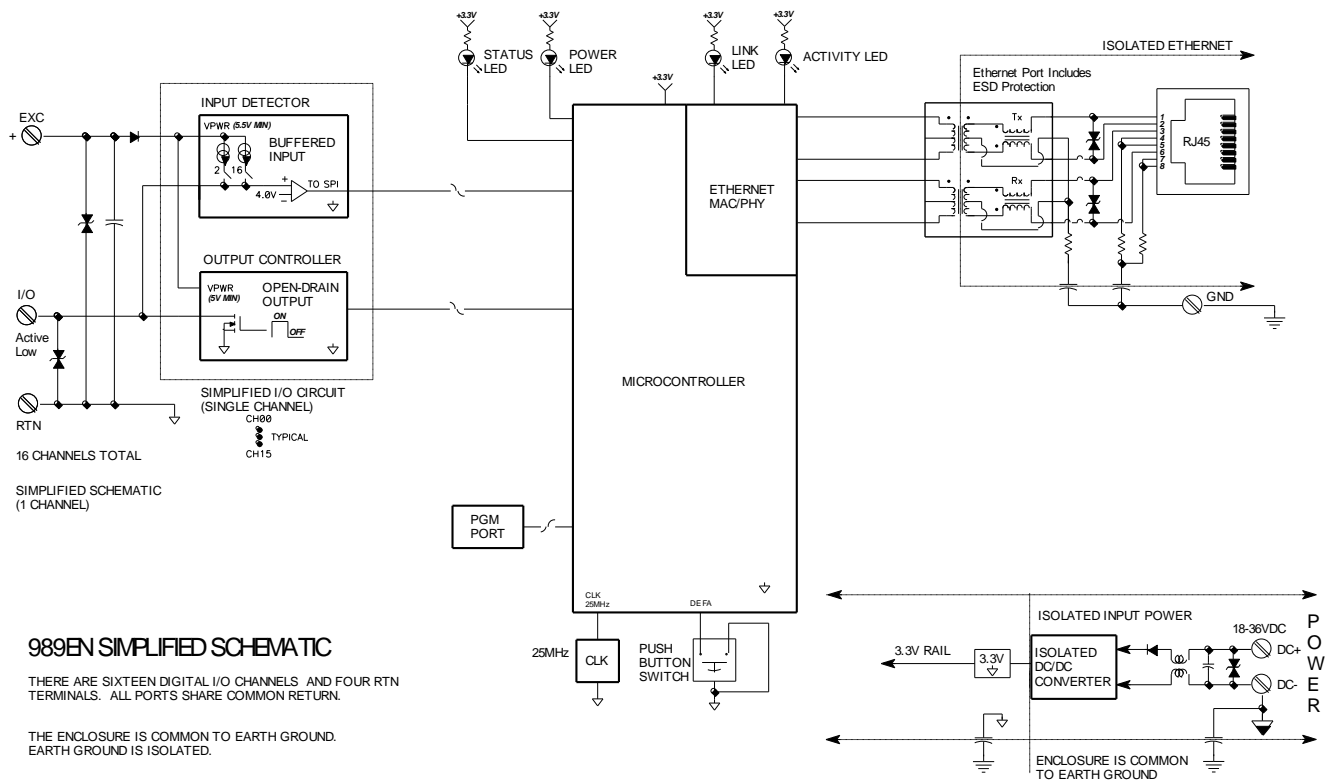 +3.3V
+3.3V
+3.3V
+3.3V
STATUS
LED
POWER
LED
LINK
LED
ACTIVITY LED
+3.3V
ISOLATED ETHERNET
Ethernet Port Includes
ESD Protection
Tx
Rx
1
2
3
4
5
6
7
8
RJ45
GND
EXC
+
INPUT DETECTOR
VPWR (5.5V MIN)
BUFFERED
INPUT
2 16
+
4.0V
TO SPI
OUTPUT CONTROLLER
VPWR
(5V MIN)
OPEN-DRAIN
OUTPUT
ON
OFF
I/O
Active
Low
RTN
SIMPLIFIED I/O CIRCUIT
(SINGLE CHANNEL)
CH00
TYPICAL
CH15
16 CHANNELS TOTAL
SIMPLIFIED SCHEMATIC
(1 CHANNEL)
ETHERNET
MAC/PHY
MICROCONTROLLER
PGM
PORT
CLK
25MHz
DEFA
25MHz
CLK
PUSH
BUTTON
SWITCH
989EN SIMPLIFIED SCHEMATIC
THERE ARE SIXTEEN DIGITAL I/O CHANNELS AND FOUR RTN
TERMINALS. ALL PORTS SHARE COMMON RETURN.
THE ENCLOSURE IS COMMON TO EARTH GROUND.
EARTH GROUND IS ISOLATED.
ISOLATED INPUT POWER
18-36VDC
3.3V RAIL
3.3V
ISOLATED
DC/DC
CONVERTER
DC+
DC-
POWER
ENCLOSURE IS COMMON
TO EARTH GROUND